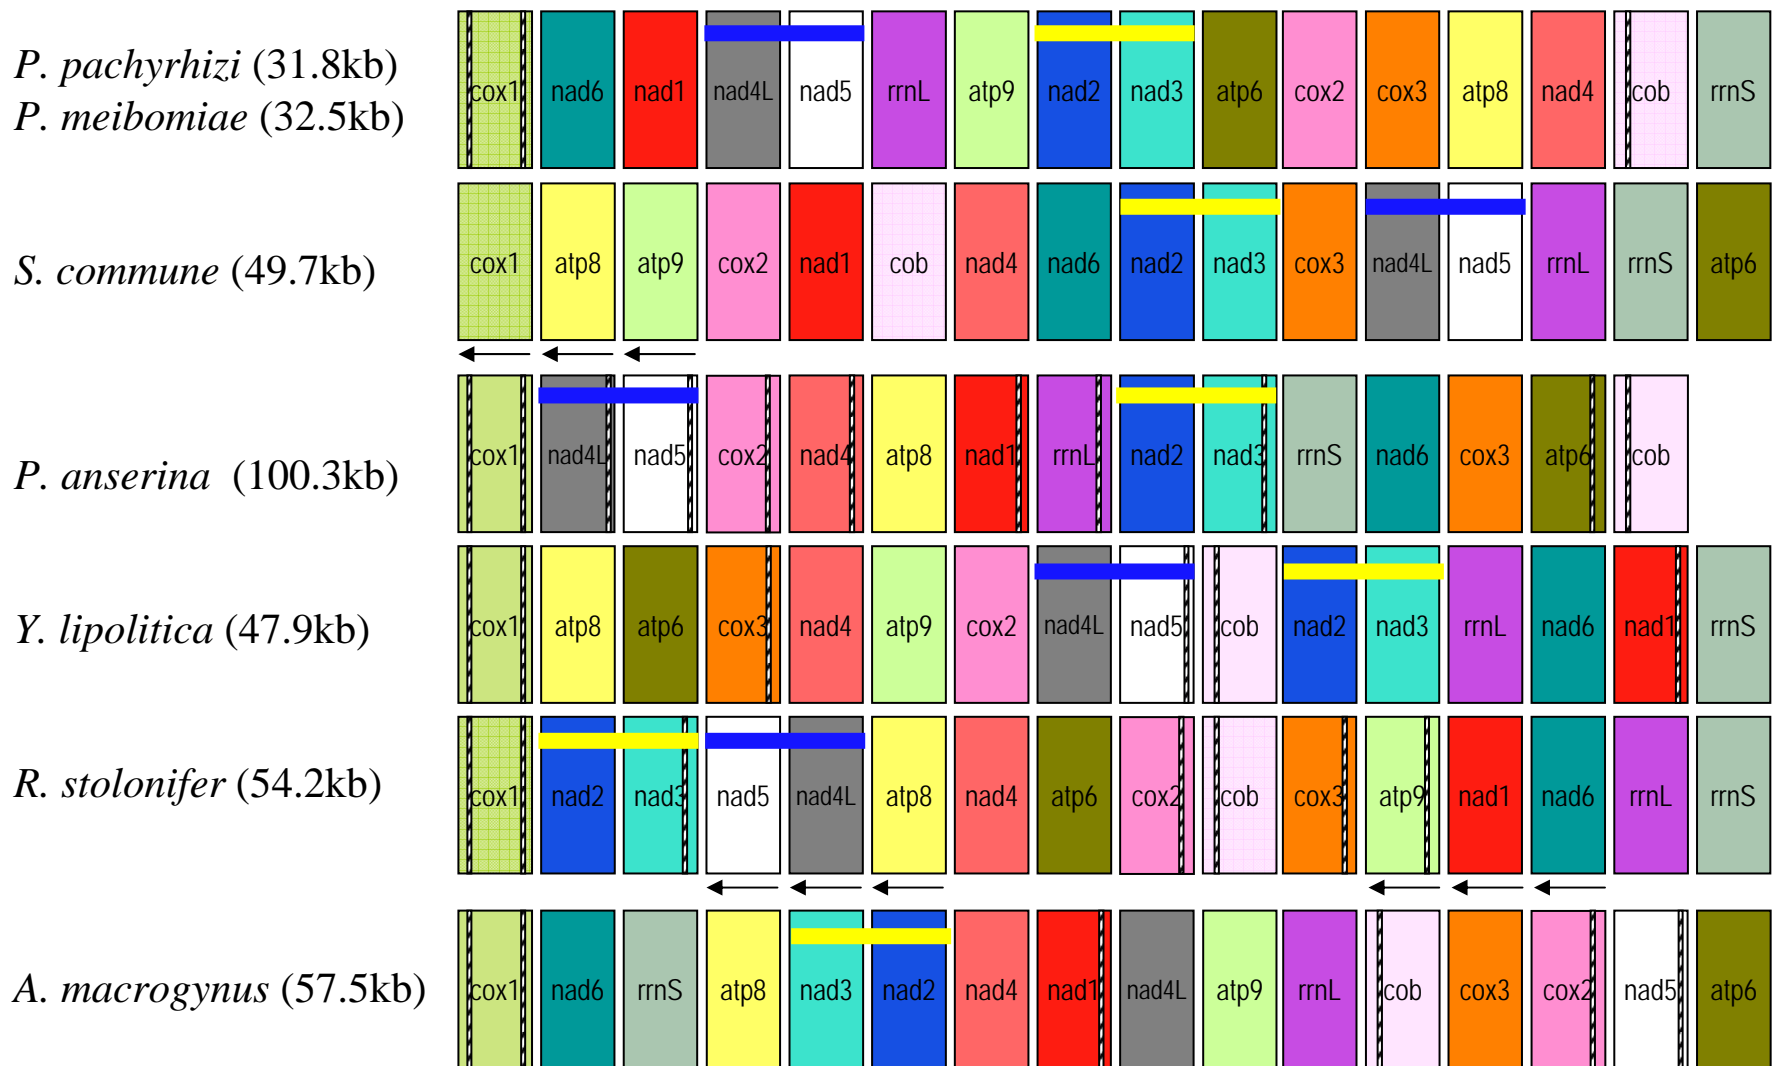 P. pachyrhizi (31.8kb)
P. meibomiae (32.5kb)
cox1 nad6 nad1 nad4L nad5 rrnL atp9 nad2 nad3 atp6 cox2 cox3 atp8 nad4 cob rrnS
S. commune (49.7kb) cox1 atp8 atp9 cox2 nad1 cob nad4 nad6 nad2 nad3 cox3 nad4L nad5 rrnL rrnS atp6
P. anserina (100.3kb) cox1 nad4L nad5 cox2 nad4 atp8 nad1 rrnL nad2 nad3 rrnS nad6 cox3 atp6 cob
Y. lipolitica (47.9kb) cox1 atp8 atp6 cox3 nad4 atp9 cox2 nad4L nad5 cob nad2 nad3 rrnL nad6 nad1 rrnS
R. stolonifer (54.2kb) cox1 nad2 nad3 nad5 nad4L atp8 nad4 atp6 cox2 cob cox3 atp9 nad1 nad6 rrnL rrnS
A. macrogynus (57.5kb) cox1 nad6 rrnS atp8 nad3 nad2 nad4 nad1 nad4L atp9 rrnL cob cox3 cox2 nad5 atp6